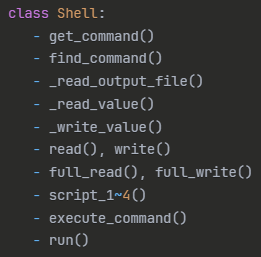 class Shell:
- get_command()
- find_command()
- _read_output_file()
- _read_value()
- _write_value()
- read(), write()
- full_read(), full_write()
- script_1~4()
- execute_command()
- run()